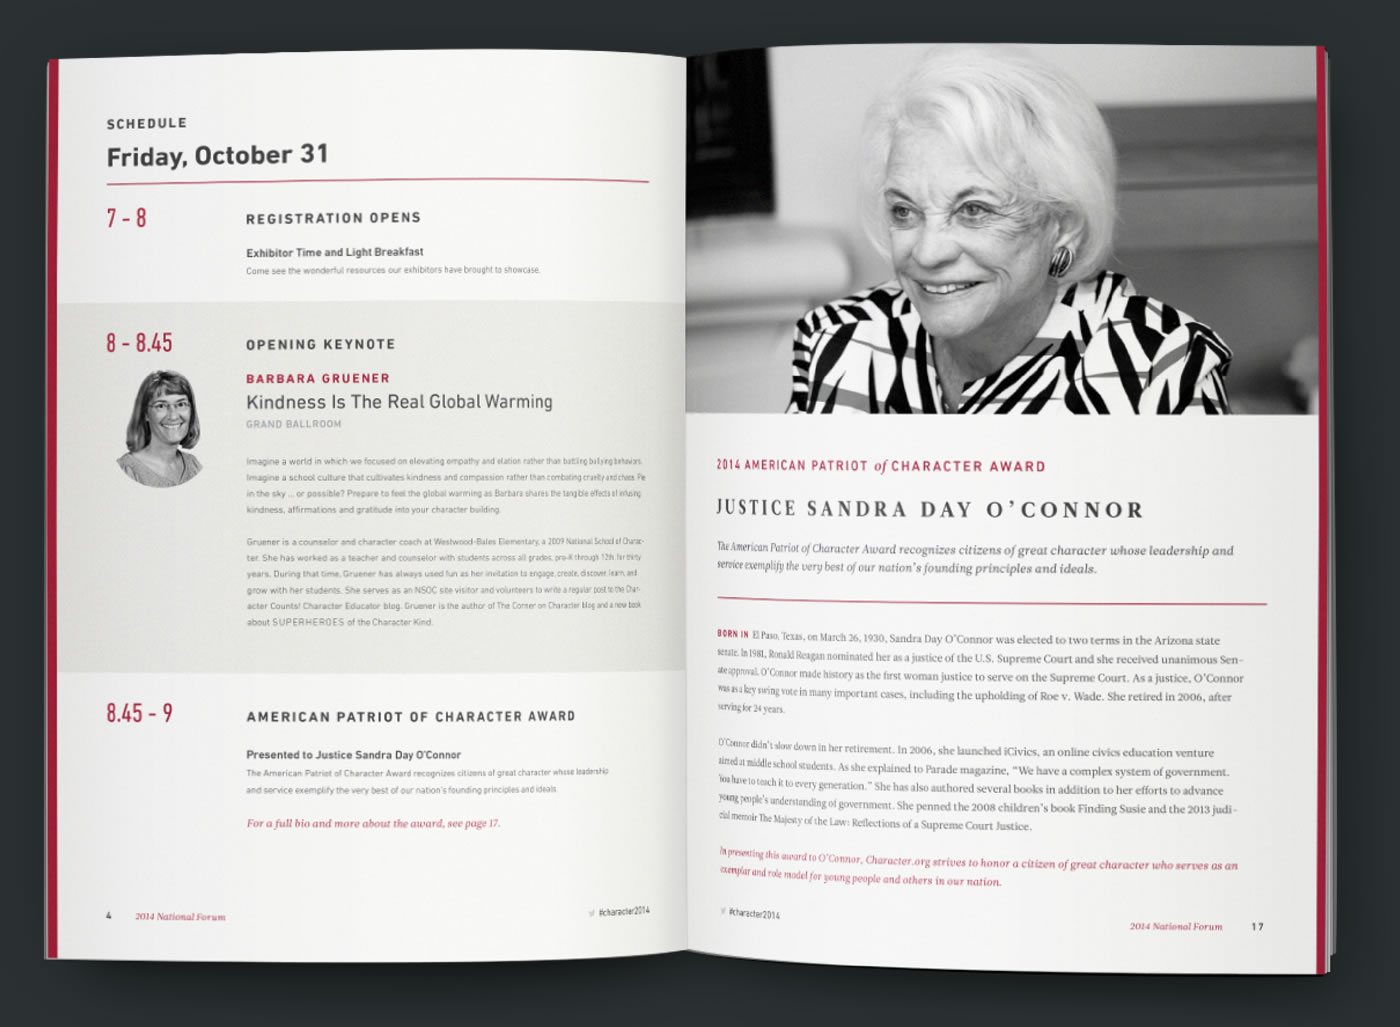 SCHEDULE
Friday, October 31
7 - 8
REGISTRATION OPENS
Exhibitor Time and Light Breakfast
Come see the wonderful resources our exhibitors have brought to showcase.
8 - 8.45
OPENING KEYNOTE
BARBARA GRUENER
Kindness Is The Real Global Warming
GRAND BALLROOM
Imagine a world in which we focused on elevating empathy and elation rather than battling bullying behaviors.
Imagine a school culture that cultivates kindness and compassion rather than combating cruelty and chaos. Pie
in the sky ... or possible? Prepare to feel the global warming as Barbara shares the tangible effects of infusing
kindness, affirmations and gratitude into your character building.
Gruener is a counselor and character coach at Westwood-Bales Elementary, a 2009 National School of Charac-
ter. She has worked as a teacher and counselor with students across all grades, pre-K through 12th, for thirty
years. During that time, Gruener has always used fun as her invitation to engage, create, discover, learn, and
grow with her students. She serves as an NSOC site visitor and volunteers to write a regular post to the Char-
acter Counts! Character Educator blog. Gruener is the author of The Corner on Character blog and a new book
about SUPERHEROES of the Character Kind.
8.45 - 9
AMERICAN PATRIOT OF CHARACTER AWARD
Presented to Justice Sandra Day O'Connor
The American Patriot of Character Award recognizes citizens of great character whose leadership
and service exemplify the very best of our nation's founding principles and ideals.
For a full bio and more about the award, see page 17.
4 2014 National Forum
#character2014
2014 AMERICAN PATRIOT of CHARACTER AWARD
JUSTICE SANDRA DAY O'CONNOR
The American Patriot of Character Award recognizes citizens of great character whose leadership and
service exemplify the very best of our nation's founding principles and ideals.
BORN IN El Paso, Texas, on March 26, 1930, Sandra Day O'Connor was elected to two terms in the Arizona state
senate. In 1981, Ronald Reagan nominated her as a justice of the U.S. Supreme Court and she received unanimous Sen-
ate approval. O'Connor made history as the first woman justice to serve on the Supreme Court. As a justice, O'Connor
was as a key swing vote in many important cases, including the upholding of Roe v. Wade. She retired in 2006, after
serving for 24 years.
O'Connor didn't slow down in her retirement. In 2006, she launched iCivics, an online civics education venture
aimed at middle school students. As she explained to Parade magazine, "We have a complex system of government.
You have to teach it to every generation." She has also authored several books in addition to her efforts to advance
young people's understanding of government. She penned the 2008 children's book Finding Susie and the 2013 judi-
cial memoir The Majesty of the Law: Reflections of a Supreme Court Justice.
In presenting this award to O'Connor, Character.org strives to honor a citizen of great character who serves as an
exemplar and role model for young people and others in our nation.
#character2014
2014 National Forum 17